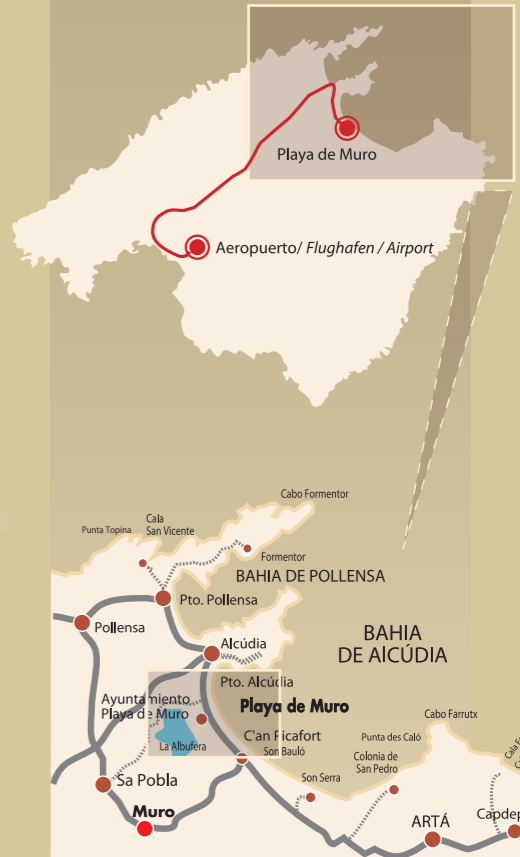 Playa de Muro
Aeropuerto/ Flughafen / Airport
Cabo Formentor
Cala
San Vicente
Punta Topina
Formentor
BAHIA DE POLLENSA
Pto. Pollensa
Pollensa
BAHIA
DE AlCÚDIA
Alcúdia
Pto. Alcúdia
Ayuntamiento
Playa de Muro
Playa de Muro
Cabo Farrutx
C'an Picafort
La Albufera
Son Bauló
Punta des Caló
Colonia de
San Pedro
Son Serra
Sa Pobla
Muro
ARTÁ